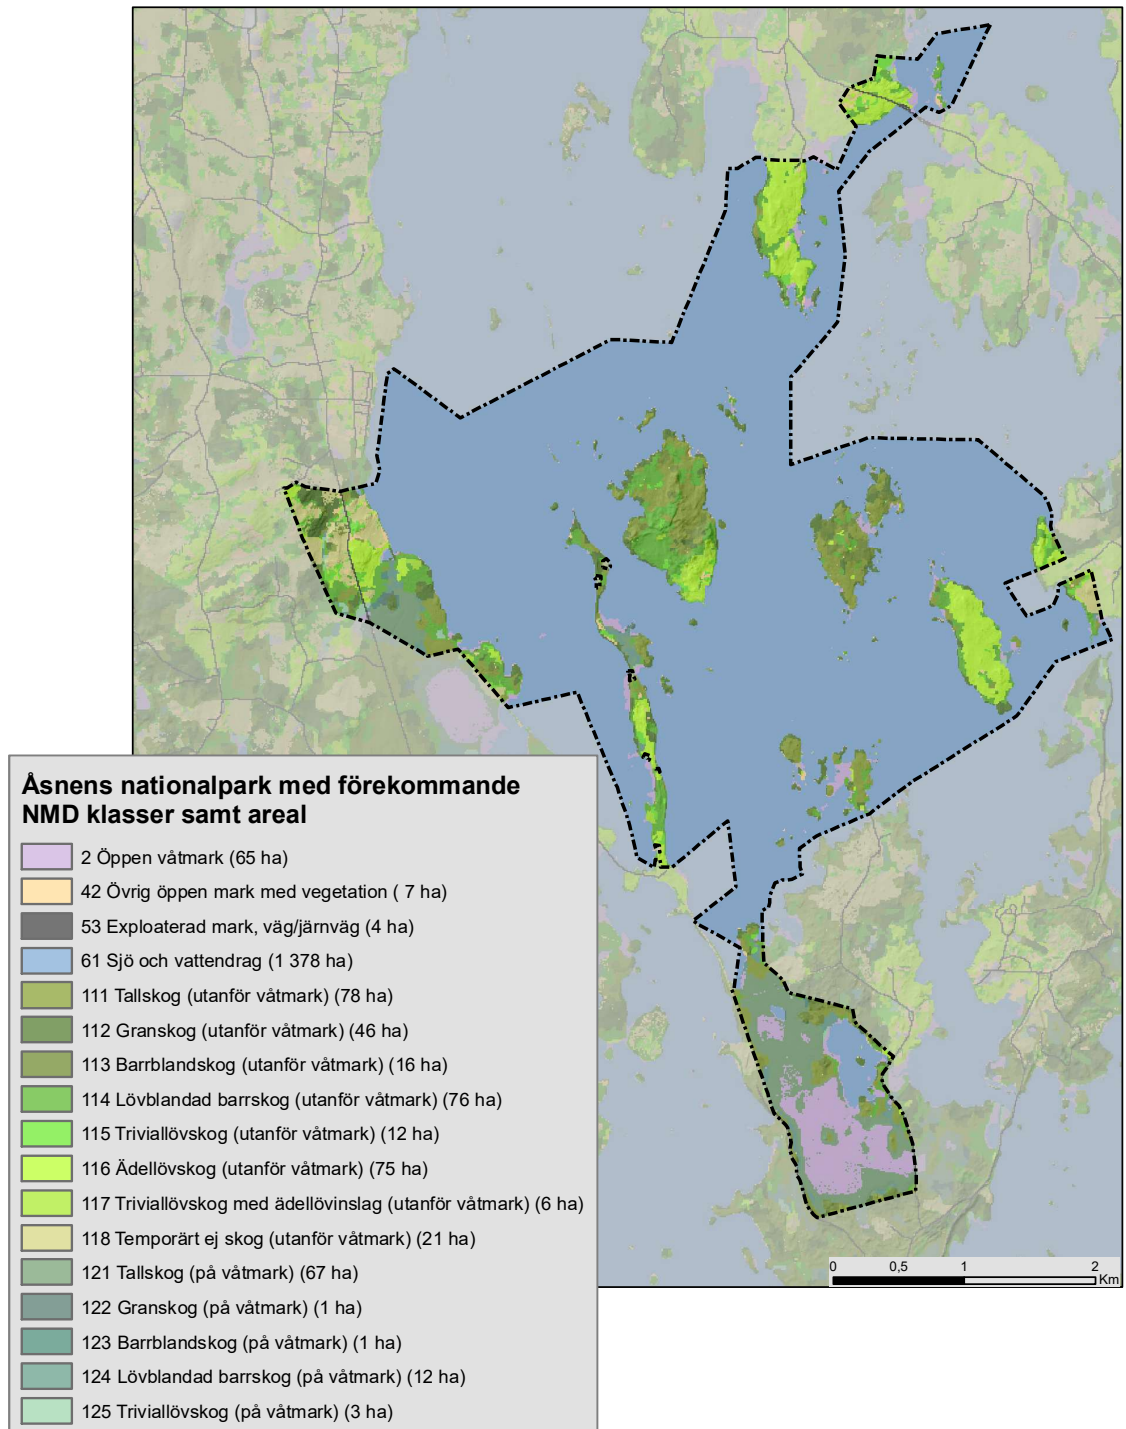 Åsnens nationalpark med förekommande
NMD klasser samt areal
2 Öppen våtmark (65 ha)
42 Övrig öppen mark med vegetation ( 7 ha)
53 Exploaterad mark, väg/järnväg (4 ha)
61 Sjö och vattendrag (1 378 ha)
111 Tallskog (utanför våtmark) (78 ha)
112 Granskog (utanför våtmark) (46 ha)
113 Barrblandskog (utanför våtmark) (16 ha)
114 Lövblandad barrskog (utanför våtmark) (76 ha)
115 Triviallövskog (utanför våtmark) (12 ha)
116 Ädellövskog (utanför våtmark) (75 ha)
117 Triviallövskog med ädellövinslag (utanför våtmark) (6 ha)
118 Temporärt ej skog (utanför våtmark) (21 ha)
121 Tallskog (på våtmark) (67 ha)
122 Granskog (på våtmark) (1 ha)
123 Barrblandskog (på våtmark) (1 ha)
124 Lövblandad barrskog (på våtmark) (12 ha)
125 Triviallövskog (på våtmark) (3 ha)
0 0,5 1 2
Km